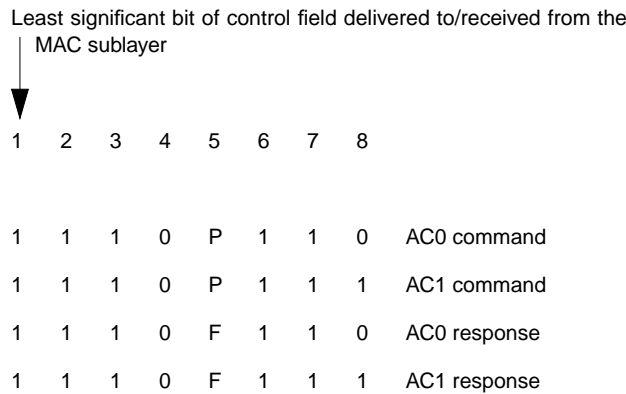 Least significant bit of control field delivered to/received from the
MAC sublayer
1 2 3 4 5 6 7 8
1 1 1 0 P 1 1 0 AC0 command
1 1 1 0 P 1 1 1 AC1 command
1 1 1 0 F 1 1 0 AC0 response
1 1 1 0 F 1 1 1 AC1 response